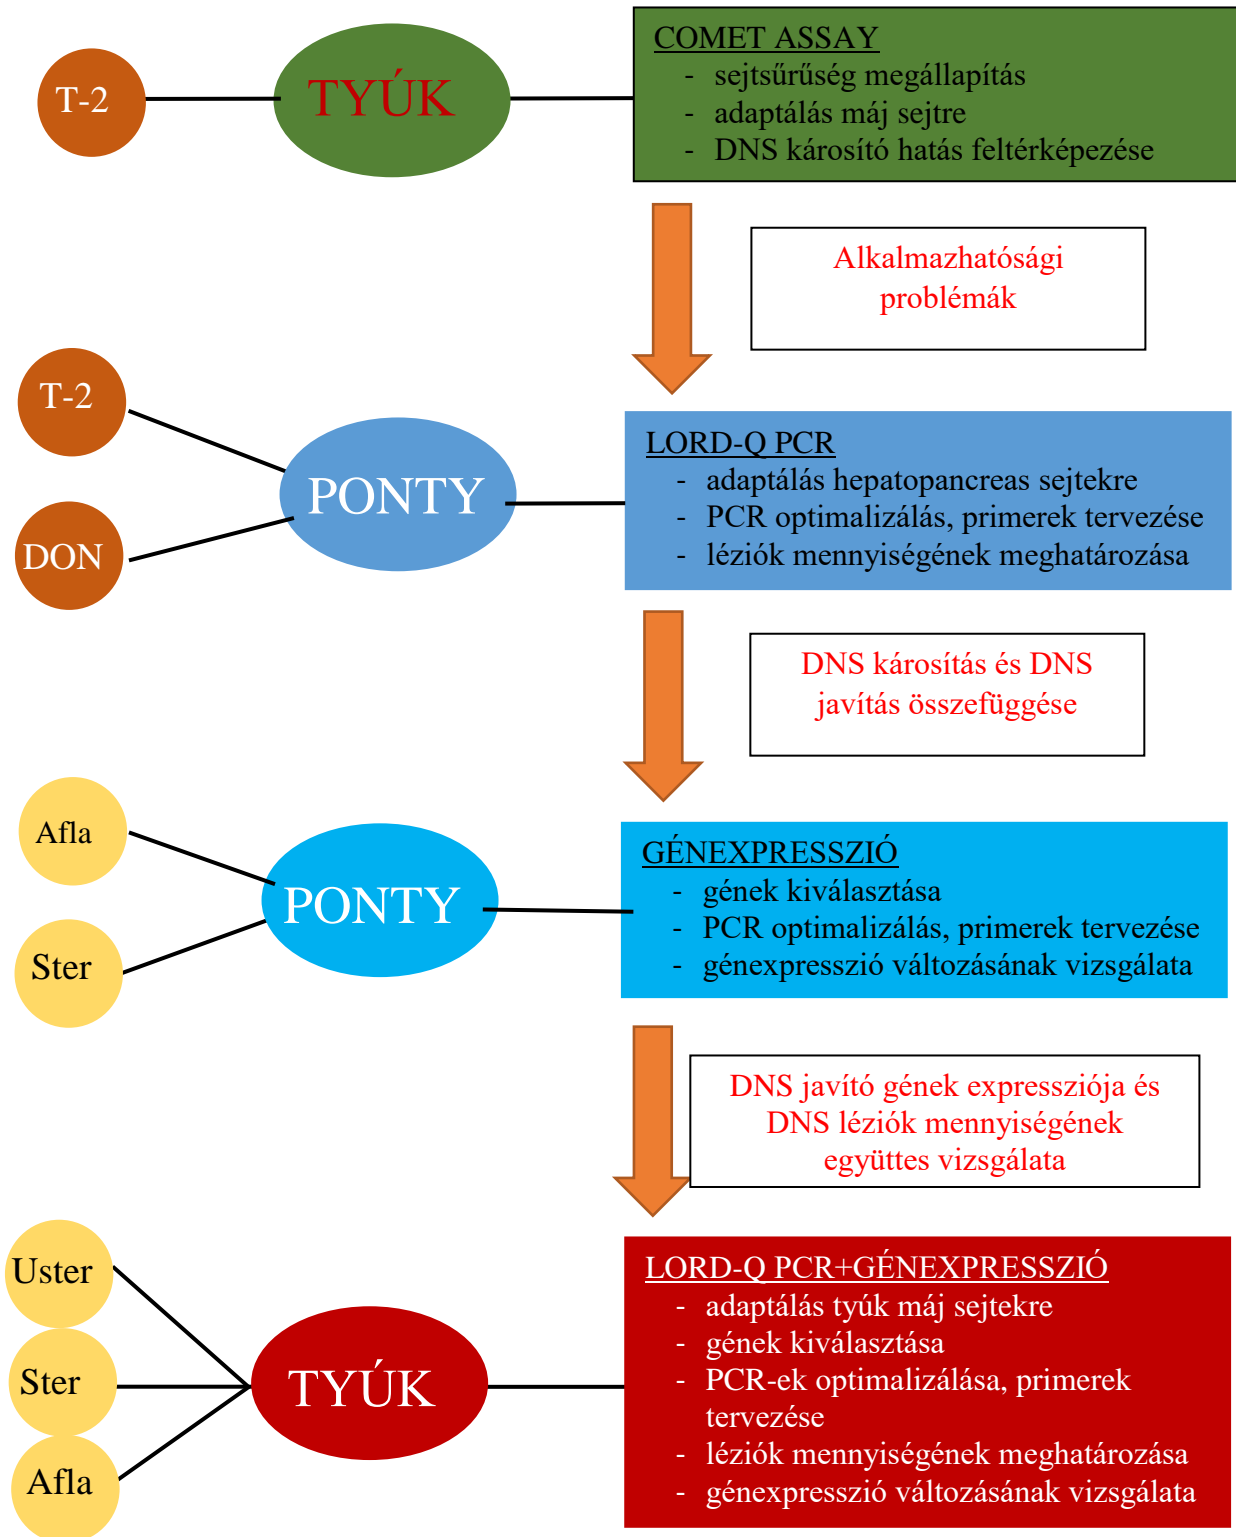 T-2
TYÚK
COMET ASSAY
- sejtsűrűség megállapítás
- adaptálás máj sejtre
- DNS károsító hatás feltérképezése
Alkalmazhatósági
problémák
T-2
DON
PONTY
LORD-Q PCR
- adaptálás hepatopancreas sejtekre
- PCR optimalizálás, primerek tervezése
- léziók mennyiségének meghatározása
DNS károsítás és DNS
javítás összefüggése
Afla
Ster
PONTY
GÉNEXPRESSZIÓ
- gének kiválasztása
- PCR optimalizálás, primerek tervezése
- génexpresszió változásának vizsgálata
DNS javító gének expressziója és
DNS léziók mennyiségének
együttes vizsgálata
Uster
Ster
Afla
TYÚK
LORD-Q PCR+GÉNEXPRESSZIÓ
- adaptálás tyúk máj sejtekre
- gének kiválasztása
- PCR-ek optimalizálása, primerek
tervezése
- léziók mennyiségének meghatározása
- génexpresszió változásának vizsgálata